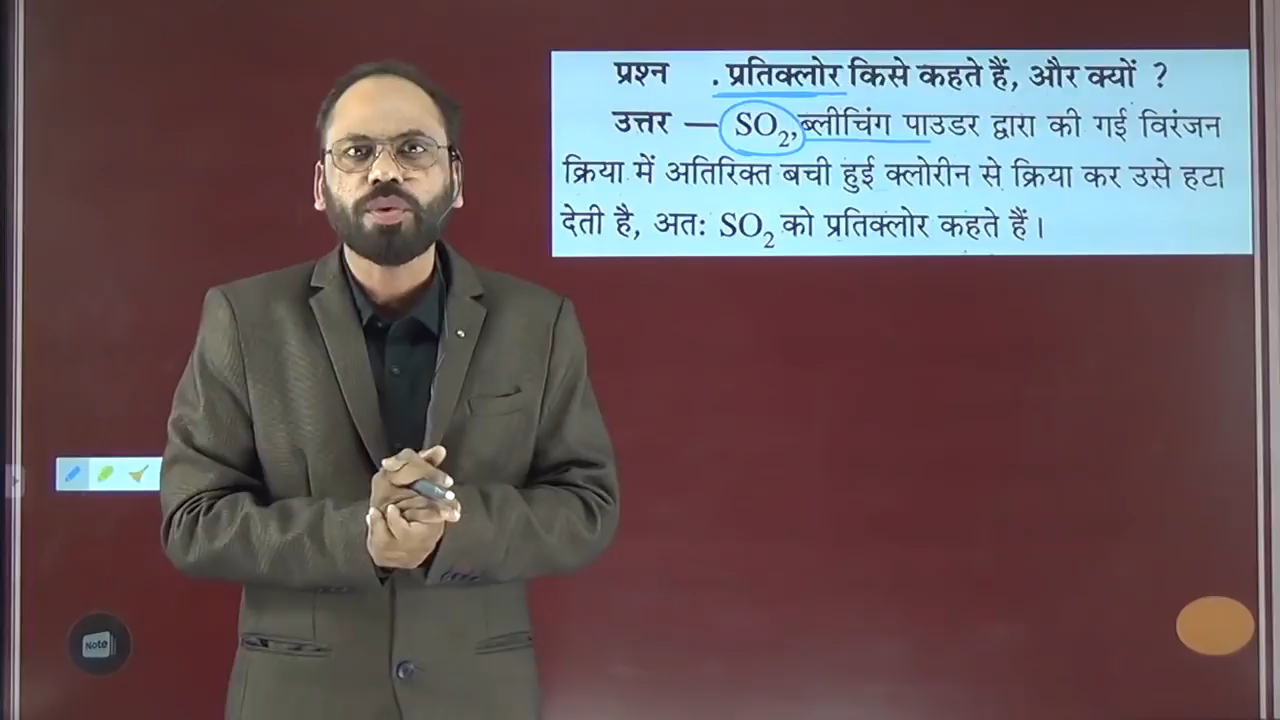 प्रश्न . प्रतिक्लोर किसे कहते हैं, और क्यों ?
उत्तर — SO₂, ब्लीचिंग पाउडर द्वारा की गई विरंजन
क्रिया में अतिरिक्त बची हुई क्लोरीन से क्रिया कर उसे हटा
देती है, अतः SO₂ को प्रतिक्लोर कहते हैं।
Note